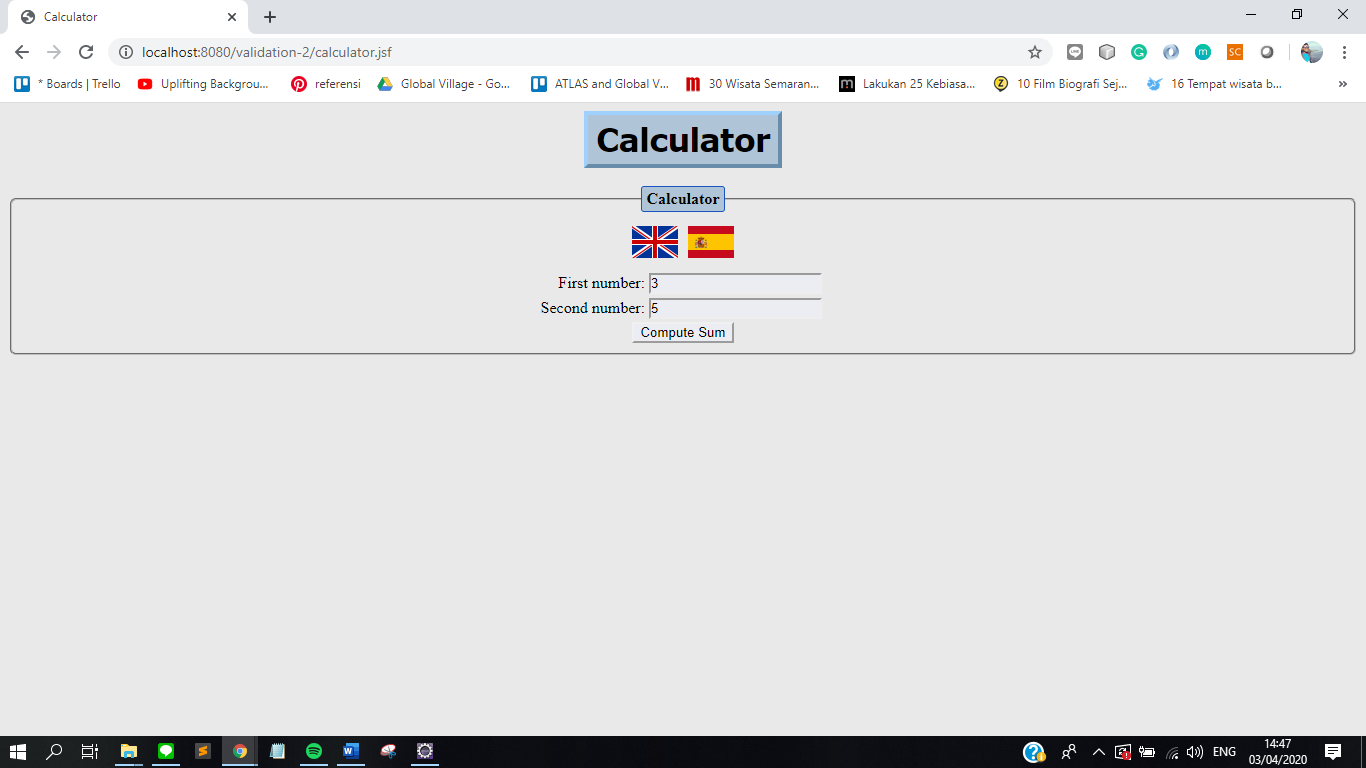 Calculator
localhost:8080/validation-2/calculator.jsf
SC
* Boards | Trello
Uplifting Backgrou...
referensi
Global Village - Go...
ATLAS and Global V...
30 Wisata Semaran...
Lakukan 25 Kebiasa...
10 Film Biografi Sej...
16 Tempat wisata b...
»
Calculator
Calculator
First number: 3
Second number: 5
Compute Sum
ENG
14:47
03/04/2020